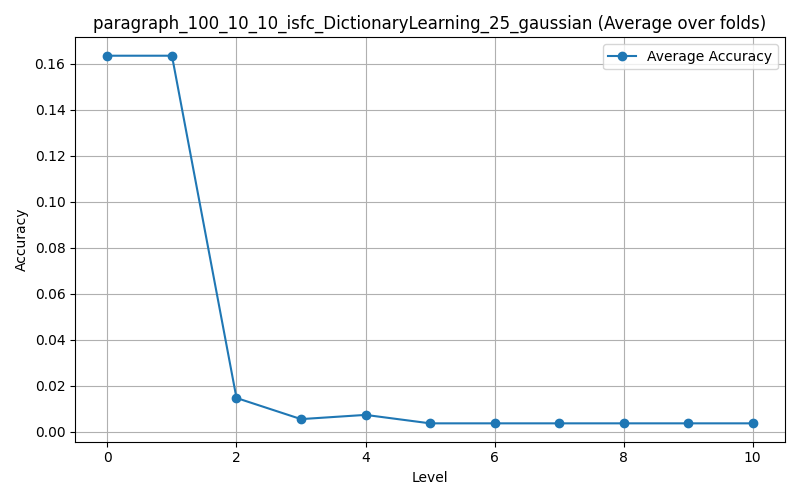 paragraph_100_10_10_isfc_DictionaryLearning_25_gaussian (Average over folds)
Average Accuracy
0.16
0.14
0.12
0.10
0.08
0.06
0.04
0.02
0.00
Accuracy
0 2 4 6 8 10
Level